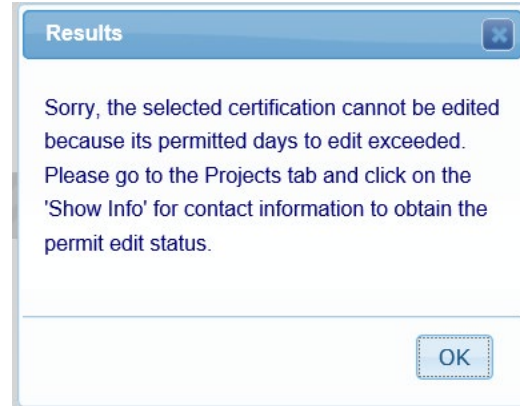 Results
Sorry, the selected certification cannot be edited
because its permitted days to edit exceeded.
Please go to the Projects tab and click on the
'Show Info' for contact information to obtain the
permit edit status.
OK